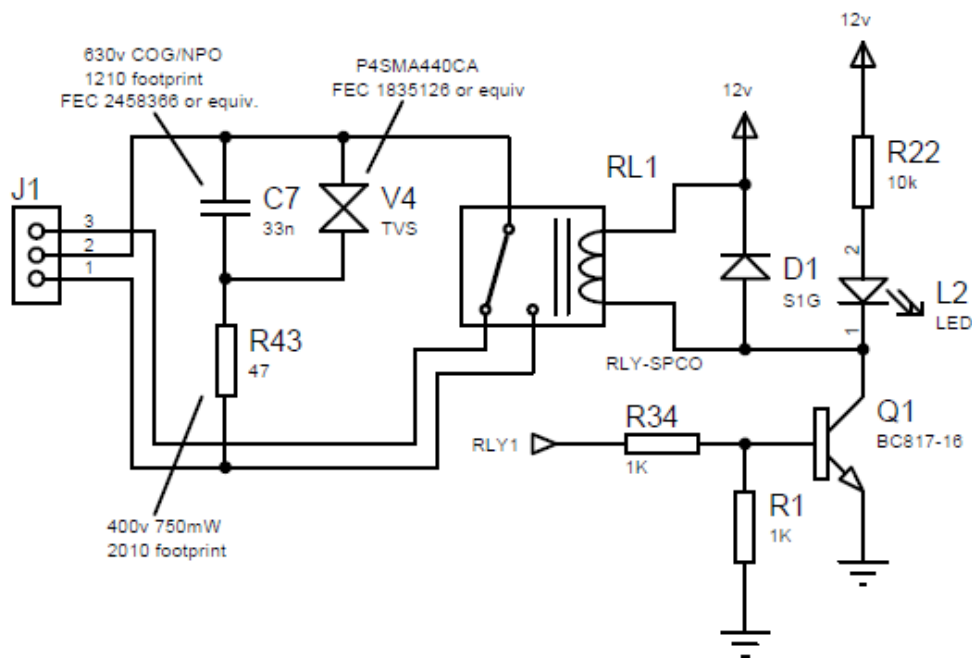 630v COG/NPO
1210 footprint
FEC 2458366 or equiv.
P4SMA440CA
FEC 1835126 or equiv
12v
12v
J1
3
2
1
C7
33n
V4
TVS
RL1
R22
10k
2
D1
S1G
L2
LED
1
R43
47
RLY-SPCO
R34
1K
RLY1
Q1
BC817-16
R1
1K
400v 750mW
2010 footprint